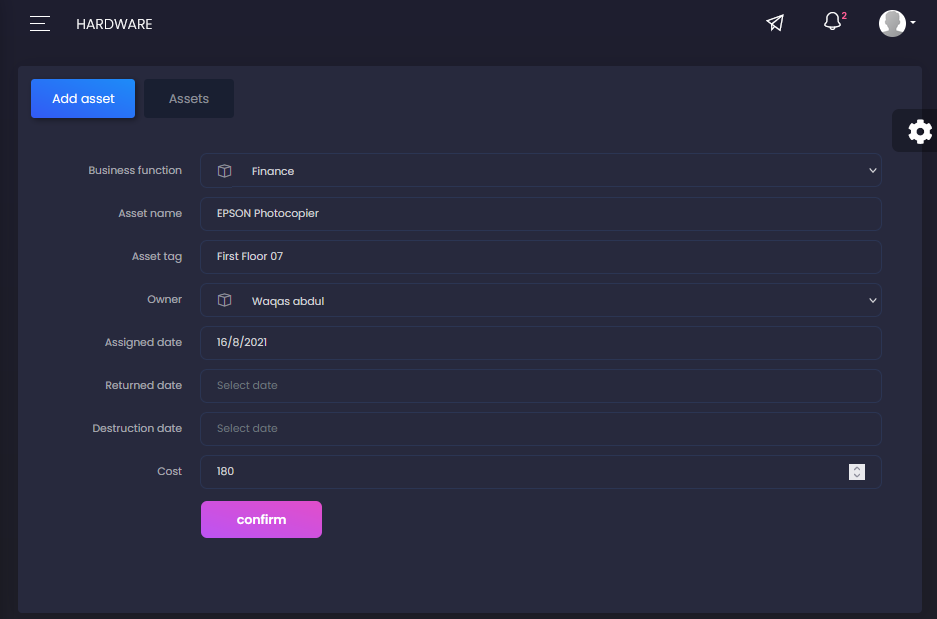 HARDWARE
2
Add asset
Assets
Business function
Finance
Asset name
EPSON Photocopier
Asset tag
First Floor 07
Owner
Waqas abdul
Assigned date
16/8/2021
Returned date
Select date
Destruction date
Select date
Cost
180
confirm